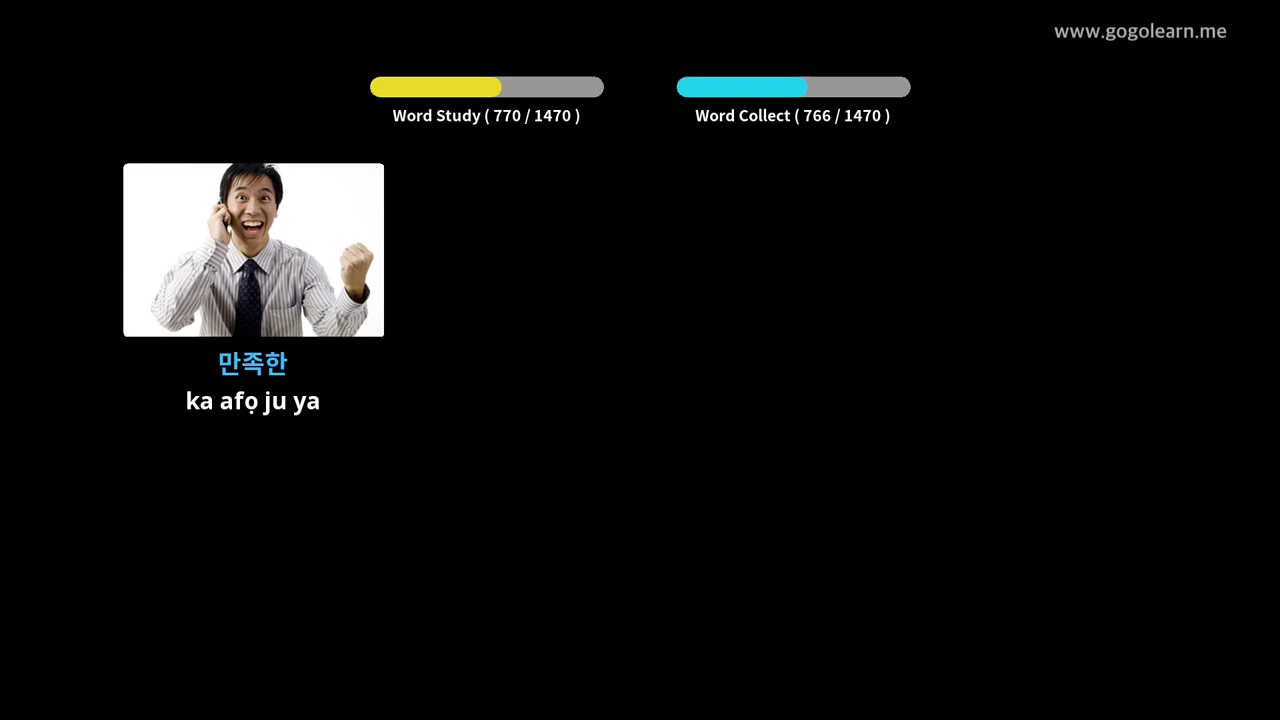 www.gogolearn.me
Word Study ( 770 / 1470 )
Word Collect ( 766 / 1470 )
만족한
ka afọ ju ya